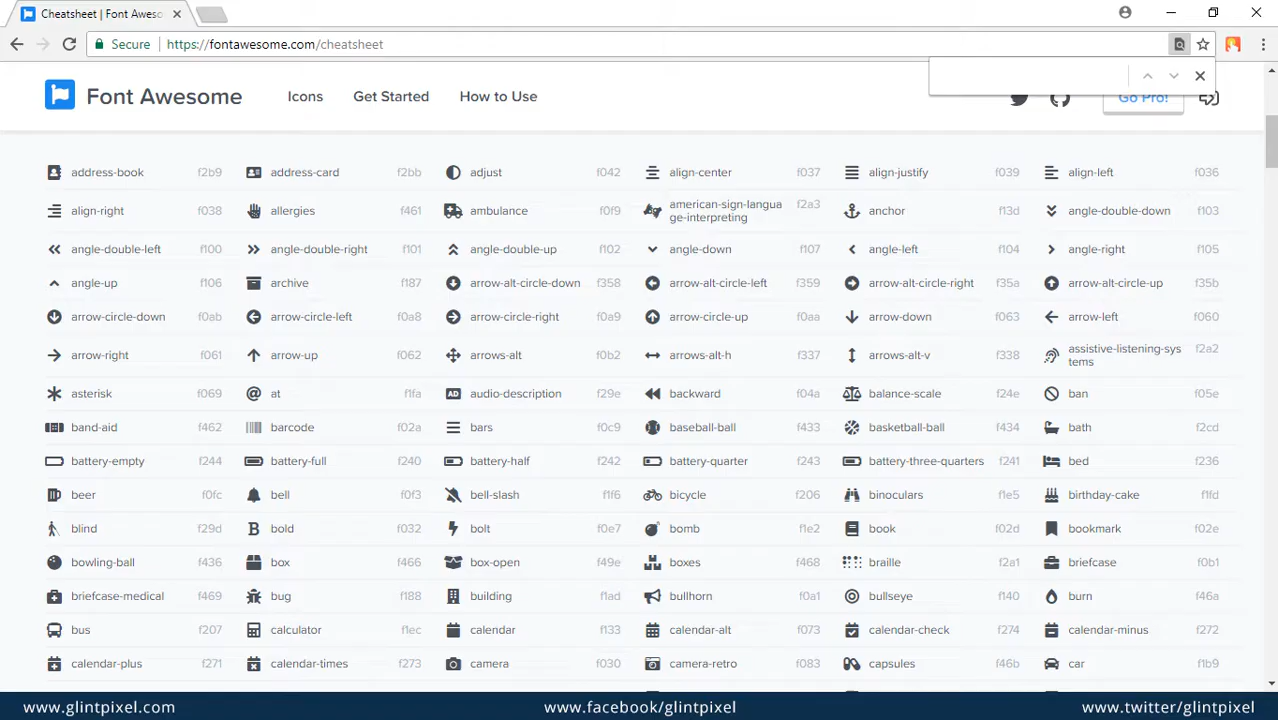 Cheatsheet | Font Aweso
Secure https://fontawesome.com/cheatsheet
Font Awesome Icons Get Started How to Use Go Pro!
address-book f2b9 address-card f2bb adjust f042 align-center f037 align-justify f039 align-left f036
align-right f038 allergies f461 ambulance f0f9 american-sign-langua f2a3 anchor f13d angle-double-down f103
ge-interpreting
angle-double-left f100 angle-double-right f101 angle-double-up f102 angle-down f107 angle-left f104 angle-right f105
angle-up f106 archive f187 arrow-alt-circle-down f358 arrow-alt-circle-left f359 arrow-alt-circle-right f35a arrow-alt-circle-up f35b
arrow-circle-down f0ab arrow-circle-left f0a8 arrow-circle-right f0a9 arrow-circle-up f0aa arrow-down f063 arrow-left f060
arrow-right f061 arrow-up f062 arrows-alt f0b2 arrows-alt-h f337 arrows-alt-v f338 assistive-listening-sys f2a2
tems
asterisk f069 at f1fa audio-description f29e backward f04a balance-scale f24e ban f05e
band-aid f462 barcode f02a bars f0c9 baseball-ball f433 basketball-ball f434 bath f2cd
battery-empty f244 battery-full f240 battery-half f242 battery-quarter f243 battery-three-quarters f241 bed f236
beer f0fc bell f0f3 bell-slash f1f6 bicycle f206 binoculars f1e5 birthday-cake f1fd
blind f29d bold f032 bolt f0e7 bomb f1e2 book f02d bookmark f02e
bowling-ball f436 box f466 box-open f49e boxes f468 braille f2a1 briefcase f0b1
briefcase-medical f469 bug f188 building f1ad bullhorn f0a1 bullseye f140 burn f46a
bus f207 calculator f1ec calendar f133 calendar-alt f073 calendar-check f274 calendar-minus f272
calendar-plus f271 calendar-times f273 camera f030 camera-retro f083 capsules f46b car f1b9
www.glintpixel.com www.facebook/glintpixel www.twitter/glintpixel